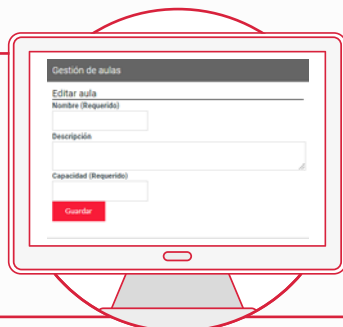 Gestión de aulas
Editar aula
Nombre (Requerido)
Descripción
Capacidad (Requerido)
Guardar